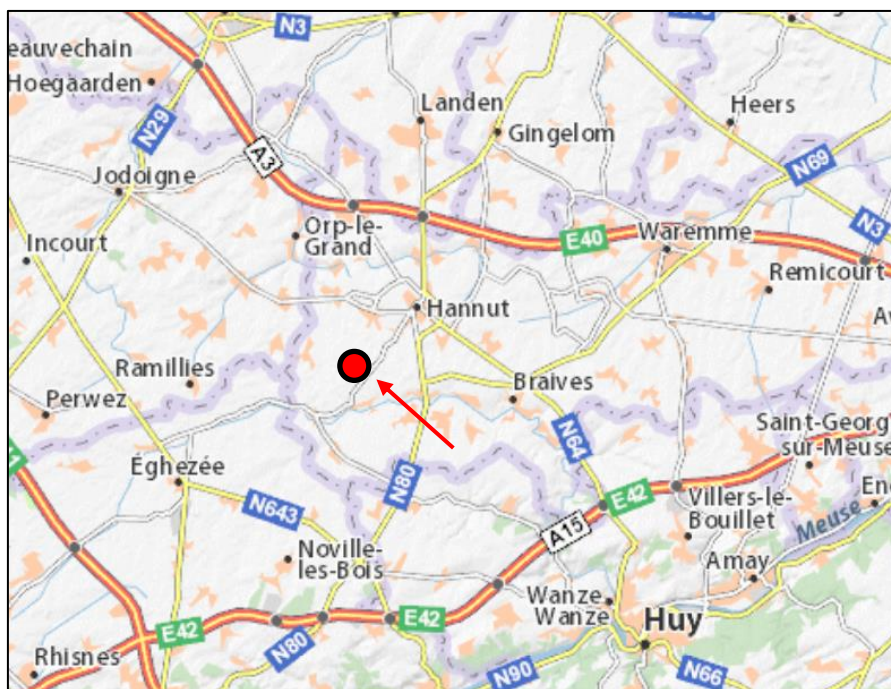 N3
eauvechain
Hoegaarden
Landen
Gingelom
Heers
N29
A3
N69
Jodoigne
Orp-le-
Grand
N3
Incourt
E40
Waremme
Remicourt
Hannut
Ramillies
Perwez
Braives
Saint-Georg
sur-Meuse
N64
Éghezée
N80
E42
Villers-le-
Bouillet
N643
A15
Meuse
Noville-
les-Bois
Amay
Wanze
Wanze
E42
E42
Huy
N80
Rhisnes
N90
N66